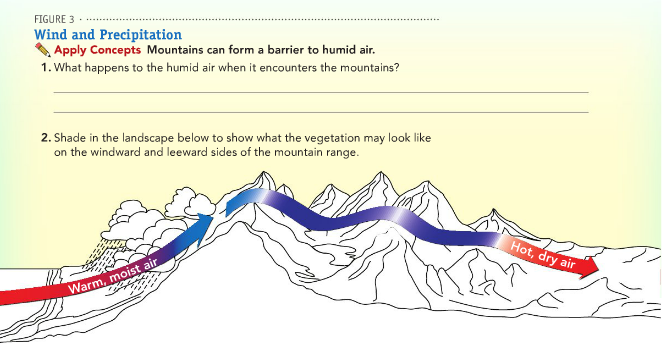 FIGURE 3
Wind and Precipitation
Apply Concepts Mountains can form a barrier to humid air.
1. What happens to the humid air when it encounters the mountains?
2. Shade in the landscape below to show what the vegetation may look like
on the windward and leeward sides of the mountain range.
Warm, moist air
Hot, dry air